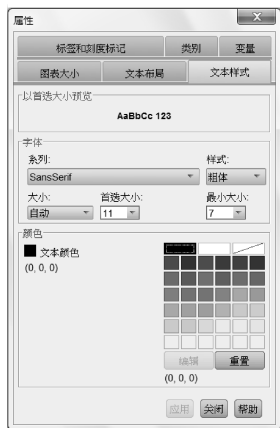 属性
标签和刻度标记 类别 变量
图表大小 文本布局 文本样式
以首选大小预览
AaBbCc 123
字体
系列: 样式:
SansSerif 粗体
大小: 首选大小: 最小大小:
自动 11 7
颜色
文本颜色
(0, 0, 0)
编辑 重置
(0, 0, 0)
应用 关闭 帮助